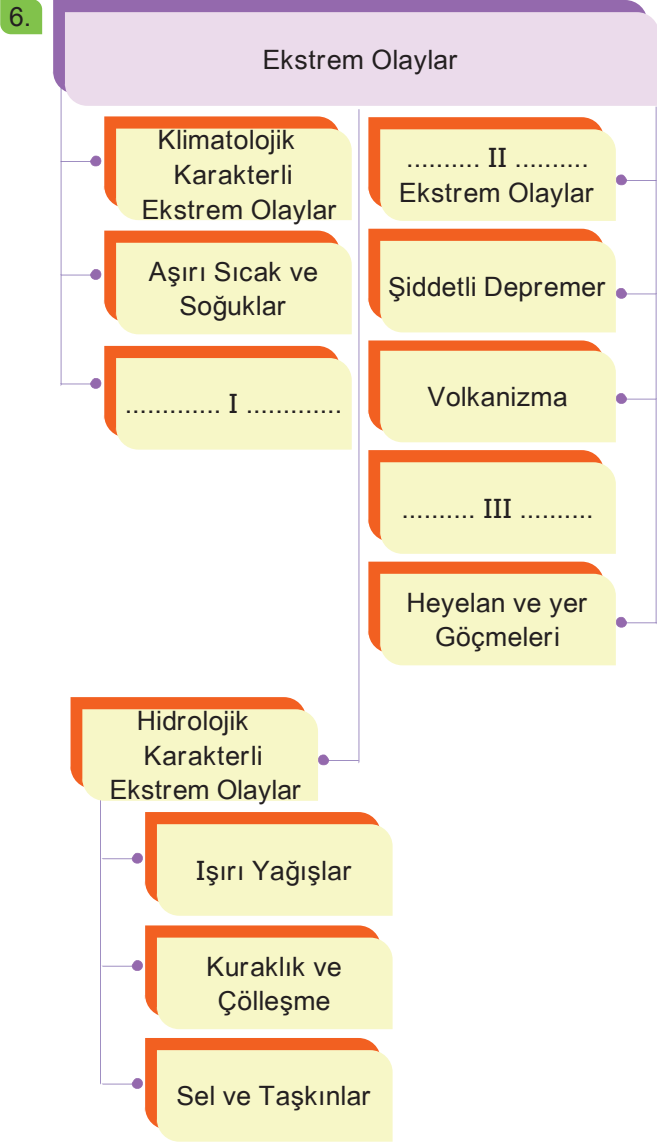 6.
Ekstrem Olaylar
Klimatolojik
Karakterli
Ekstrem Olaylar
Aşırı Sıcak ve
Soğuklar
............. I .............
.......... II ..........
Ekstrem Olaylar
Şiddetli Depremer
Volkanizma
.......... III ..........
Heyelan ve yer
Göçmeleri
Hidrolojik
Karakterli
Ekstrem Olaylar
Işırı Yağışlar
Kuraklık ve
Çölleşme
Sel ve Taşkınlar